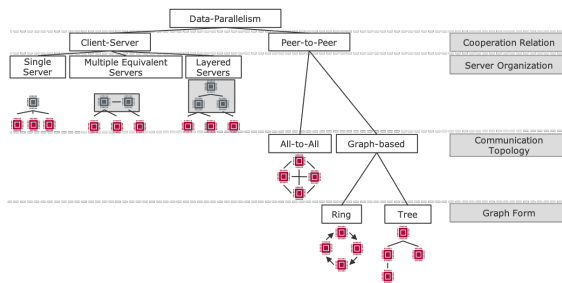 Data-Parallelism
Client-Server
Peer-to-Peer
Cooperation Relation
Single
Server
Multiple Equivalent
Servers
Layered
Servers
Server Organization
All-to-All
Graph-based
Communication
Topology
Ring
Tree
Graph Form